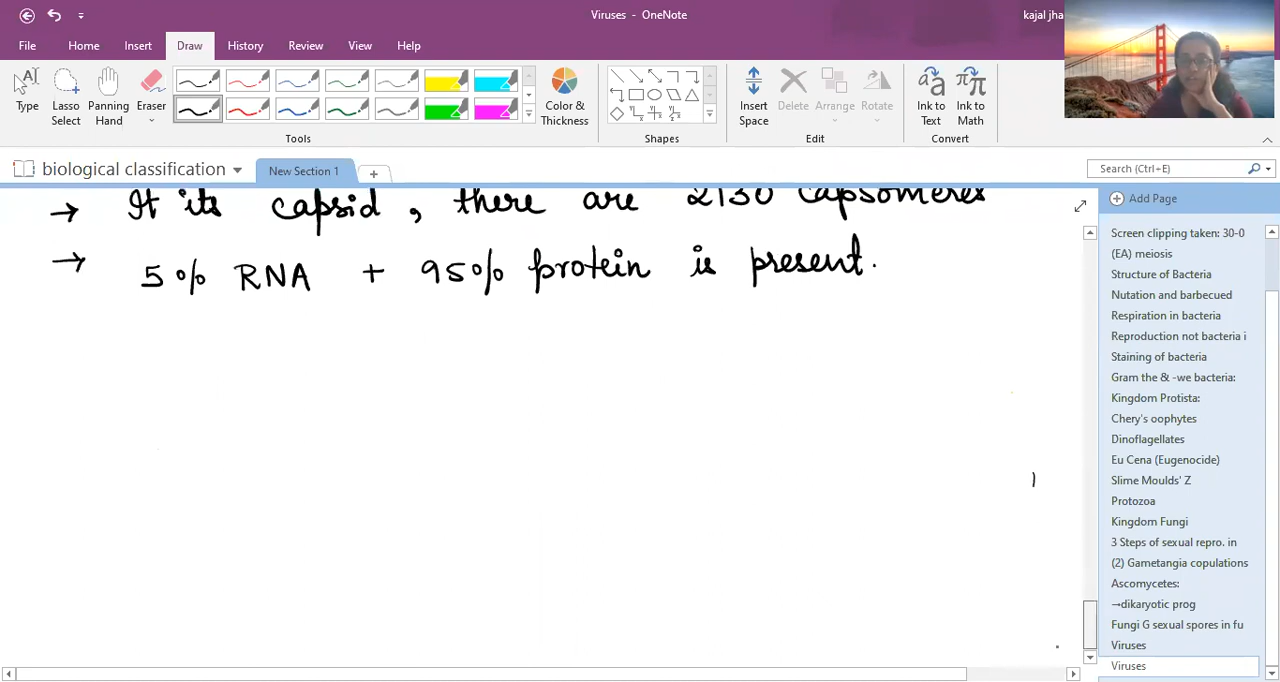 Viruses - OneNote
kajal jha
File Home Insert Draw History Review View Help
Type
Lasso Select
Panning Hand
Eraser
Color & Thickness
Insert Space
Delete
Arrange
Rotate
Ink to Text
Ink to Math
Tools
Shapes
Edit
Convert
biological classification
New Section 1
Search (Ctrl+E)
→ It its capsid, there are 2130 capsomeres
→ 5% RNA + 95% protein is present.
Add Page
Screen clipping taken: 30-0
(EA) meiosis
Structure of Bacteria
Nutation and barbecued
Respiration in bacteria
Reproduction not bacteria i
Staining of bacteria
Gram the & -we bacteria:
Kingdom Protista:
Chery's oophytes
Dinoflagellates
Eu Cena (Eugenocide)
Slime Moulds' Z
Protozoa
Kingdom Fungi
3 Steps of sexual repro. in
(2) Gametangia copulations
Ascomycetes:
→dikaryotic prog
Fungi G sexual spores in fu
Viruses
Viruses